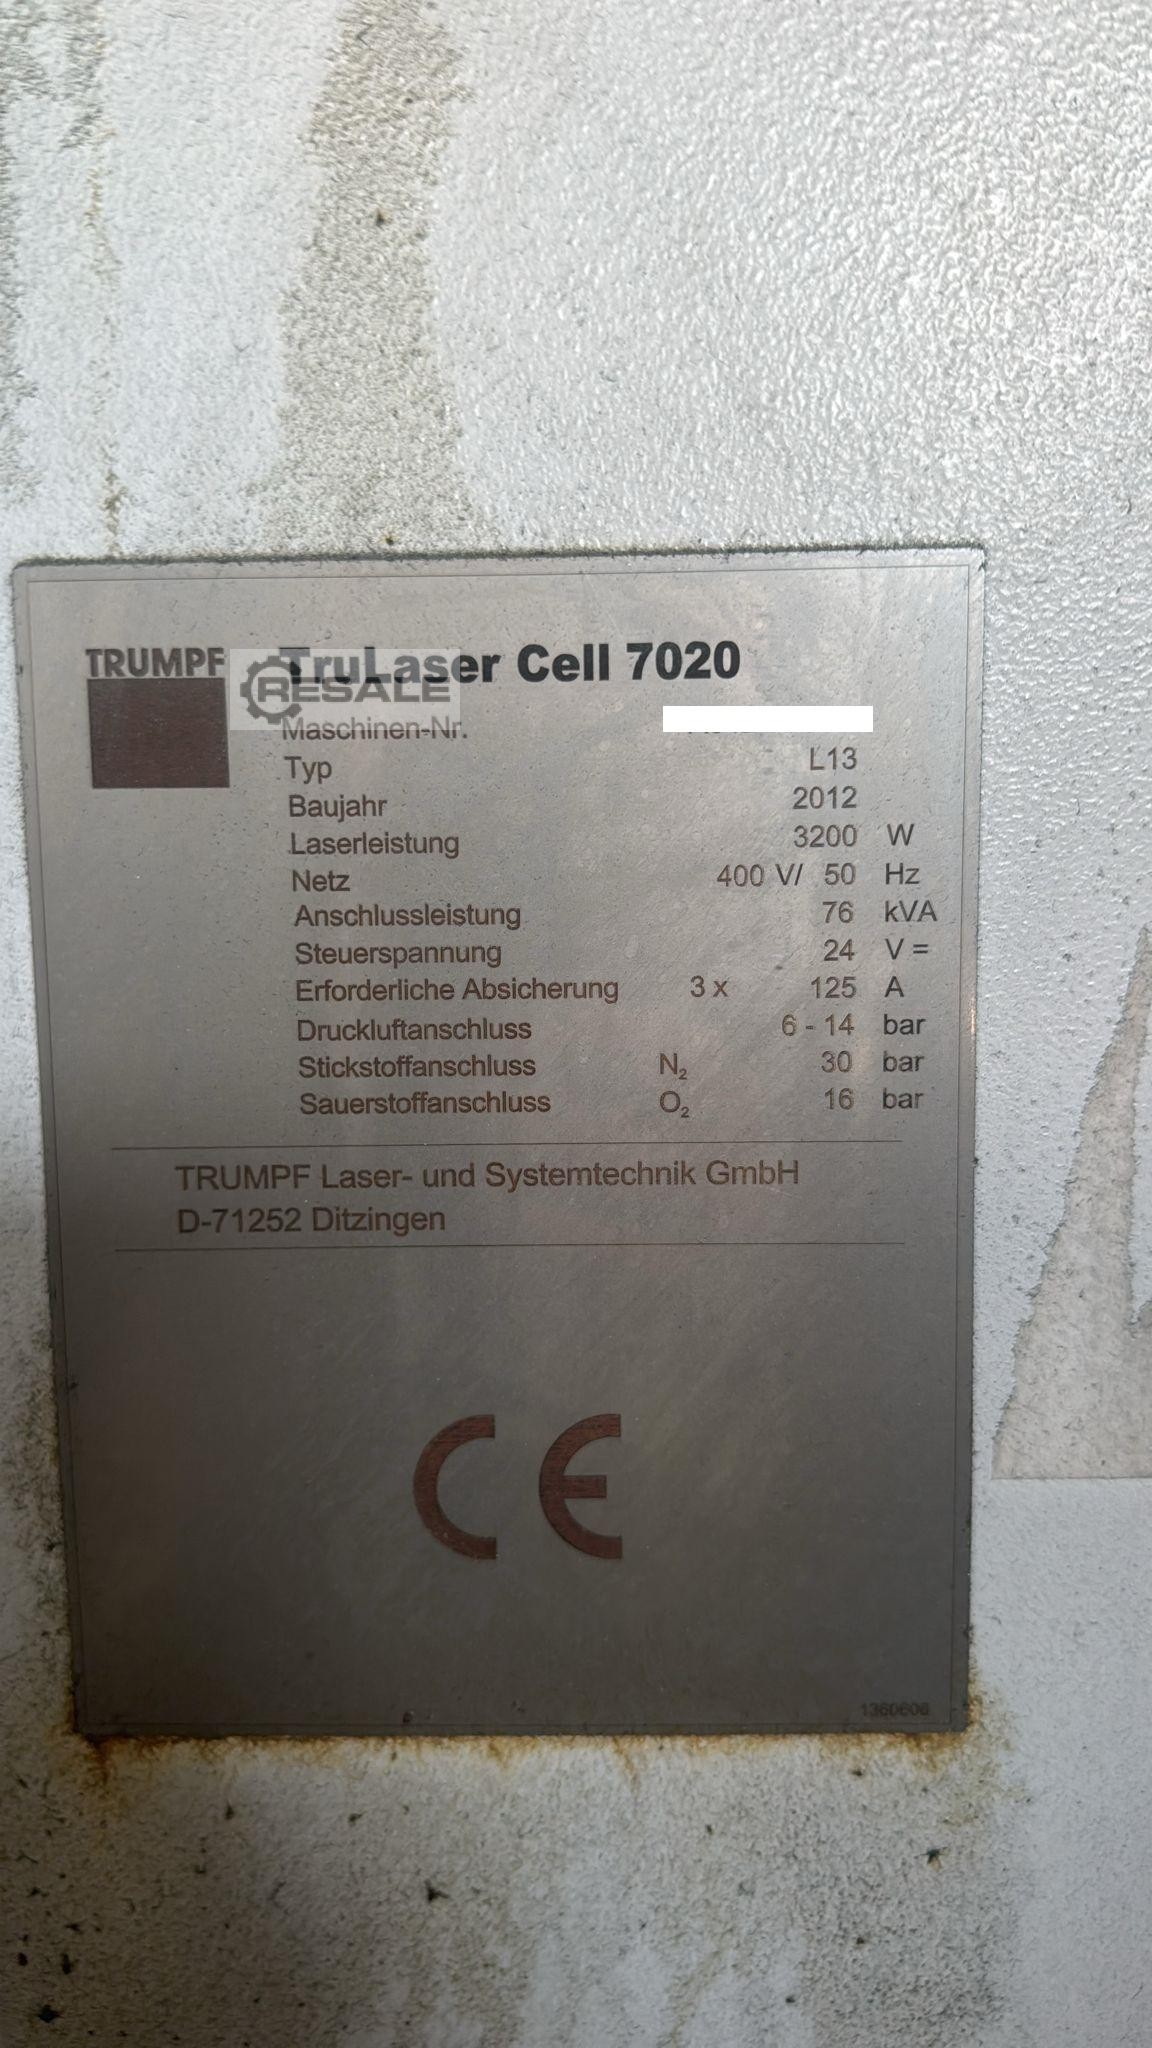 TRUMPF
TruLaser Cell 7020
RESALE
Maschinen-Nr.
Typ L13
Baujahr 2012
Laserleistung 3200 W
Netz 400 V/ 50 Hz
Anschlussleistung 76 kVA
Steuerspannung 24 V =
Erforderliche Absicherung 3 x 125 A
Druckluftanschluss 6 - 14 bar
Stickstoffanschluss N₂ 30 bar
Sauerstoffanschluss O₂ 16 bar
TRUMPF Laser- und Systemtechnik GmbH
D-71252 Ditzingen
CE